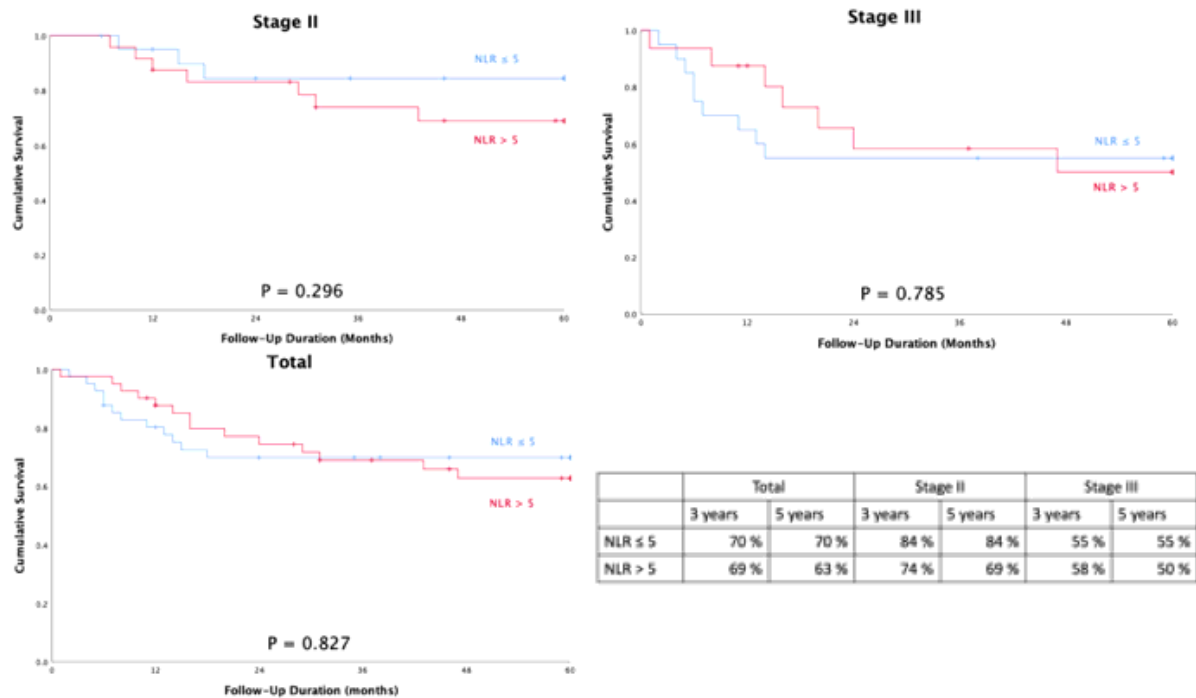 Stage II
1.0
0.8
0.6
0.4
0.2
0.0
Cumulative Survival
NLR ≤ 5
NLR > 5
P = 0.296
0 12 24 36 48 60
Follow-Up Duration (Months)
Stage III
1.0
0.8
0.6
0.4
0.2
0.0
Cumulative Survival
NLR ≤ 5
NLR > 5
P = 0.785
0 12 24 36 48 60
Follow-Up Duration (Months)
Total
1.0
0.8
0.6
0.4
0.2
0.0
Cumulative Survival
NLR ≤ 5
NLR > 5
P = 0.827
0 12 24 36 48 60
Follow-Up Duration (months)
Total Stage II Stage III
3 years 5 years 3 years 5 years 3 years 5 years
NLR ≤ 5 70 % 70 % 84 % 84 % 55 % 55 %
NLR > 5 69 % 63 % 74 % 69 % 58 % 50 %